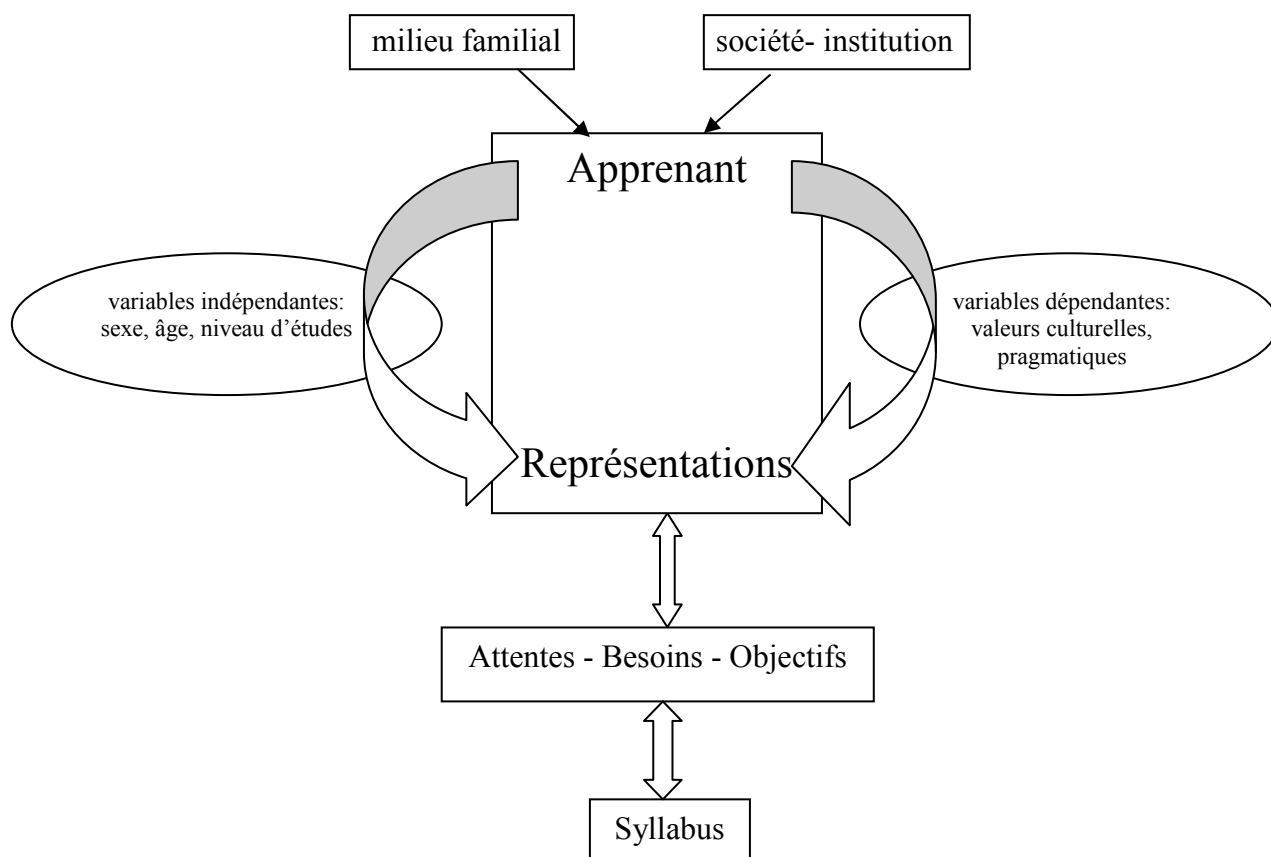 milieu familial
société- institution
Apprenant
variables indépendantes:
sexe, âge, niveau d'études
variables dépendantes:
valeurs culturelles,
pragmatiques
Représentations
Attentes - Besoins - Objectifs
Syllabus